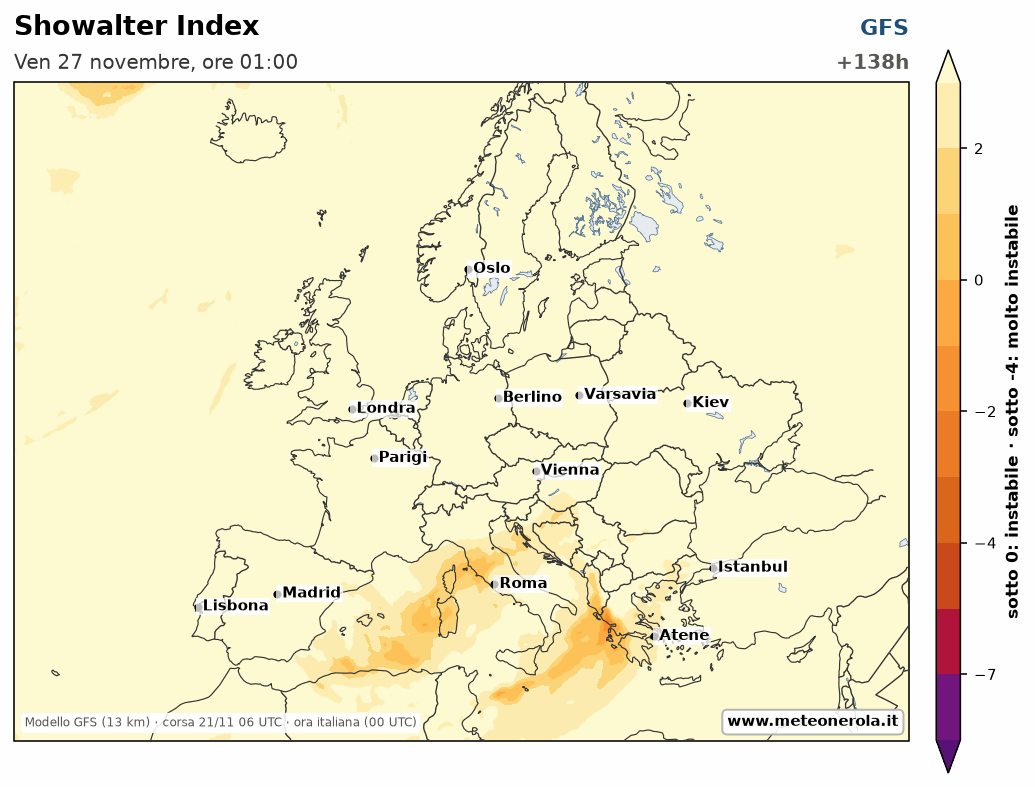 Showalter Index
GFS
Ven 27 novembre, ore 01:00
+138h
Oslo
Berlino
Varsavia
Kiev
Londra
Parigi
Vienna
Istanbul
Roma
Madrid
Lisbona
Atene
Modello GFS (13 km) · corsa 21/11 06 UTC · ora italiana (00 UTC)
www.meteonerola.it
2
0
−2
−4
−7
sotto 0: instabile · sotto -4: molto instabile